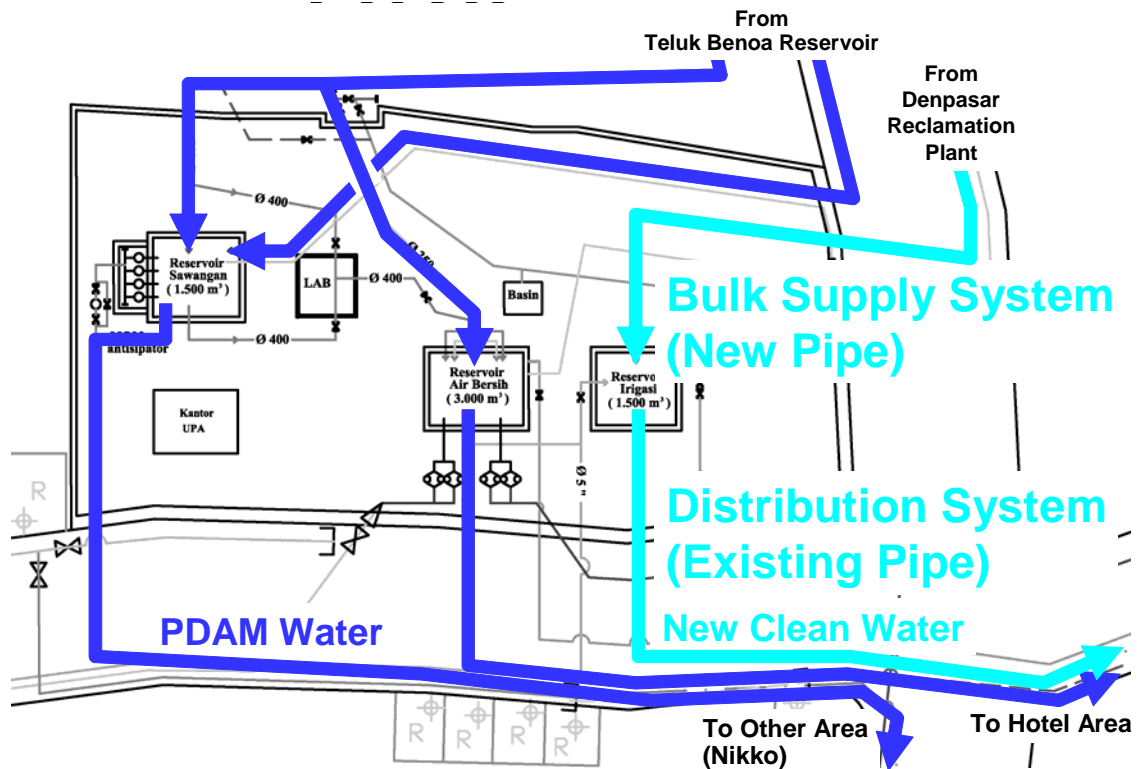 From
Teluk Benoa Reservoir
From
Denpasar
Reclamation
Plant
Ø 400
Reservoir
Sawangan
( 1.500 m³ )
LAB
Ø 400
Basin
Ø 400
antisipator
Bulk Supply System
(New Pipe)
Reservoir
Air Bersih
( 3.000 m³ )
Irigasi
( 1.500 m³ )
Kantor
UPA
Ø 5"
R
Distribution System
(Existing Pipe)
PDAM Water
New Clean Water
R
R
R
R
To Other Area
(Nikko)
To Hotel Area